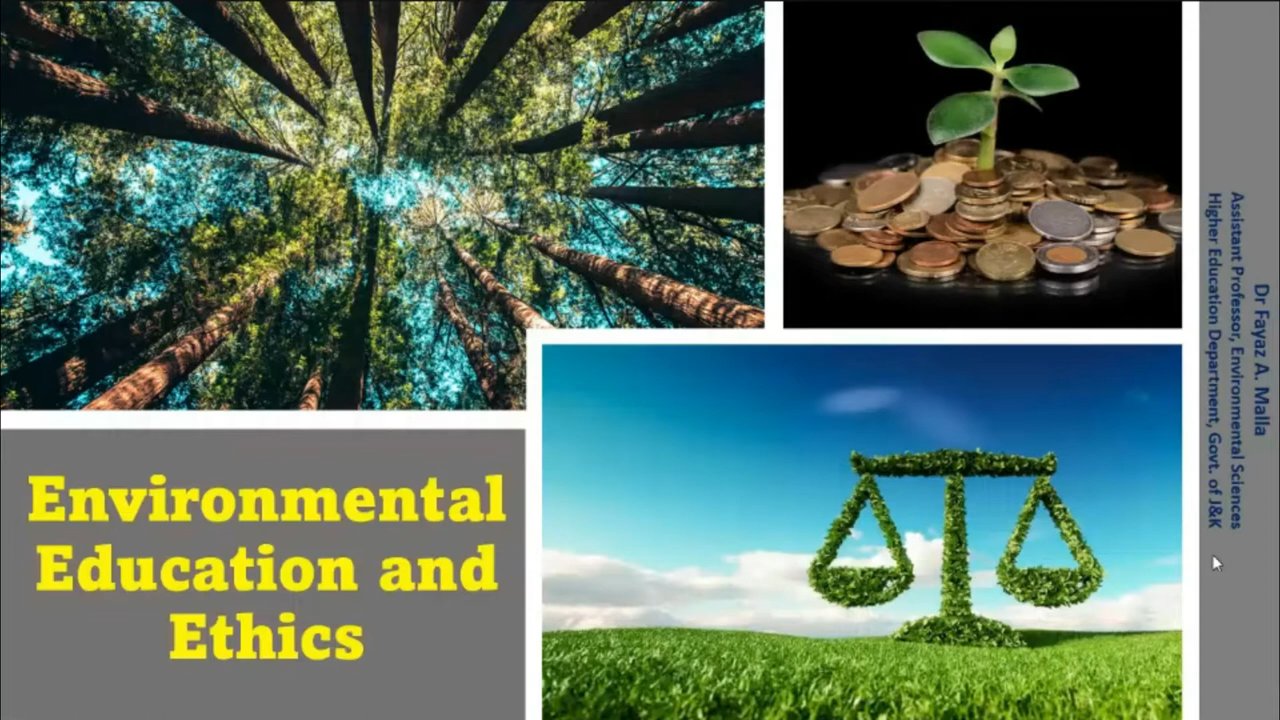 Environmental
Education and
Ethics
Dr Fayaz A. Malla
Assistant Professor, Environmental Sciences
Higher Education Department, Govt. of J&K